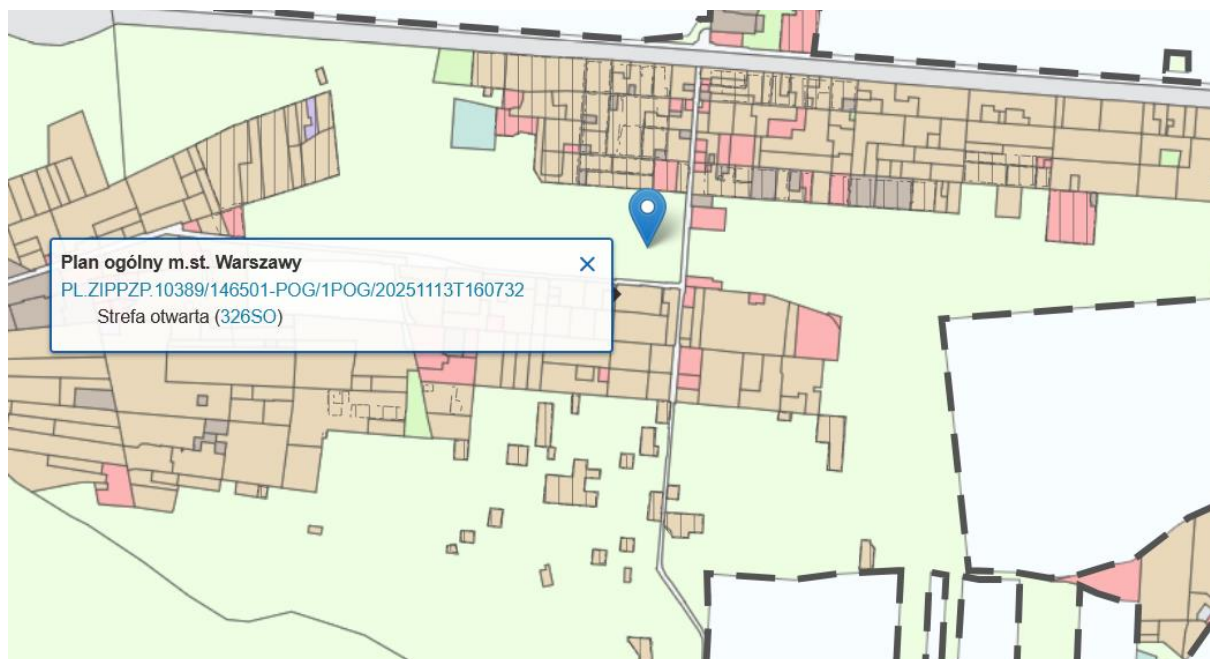 Plan ogólny m.st. Warszawy
PL.ZIPPZP.10389/146501-POG/1POG/20251113T160732
Strefa otwarta (326SO)